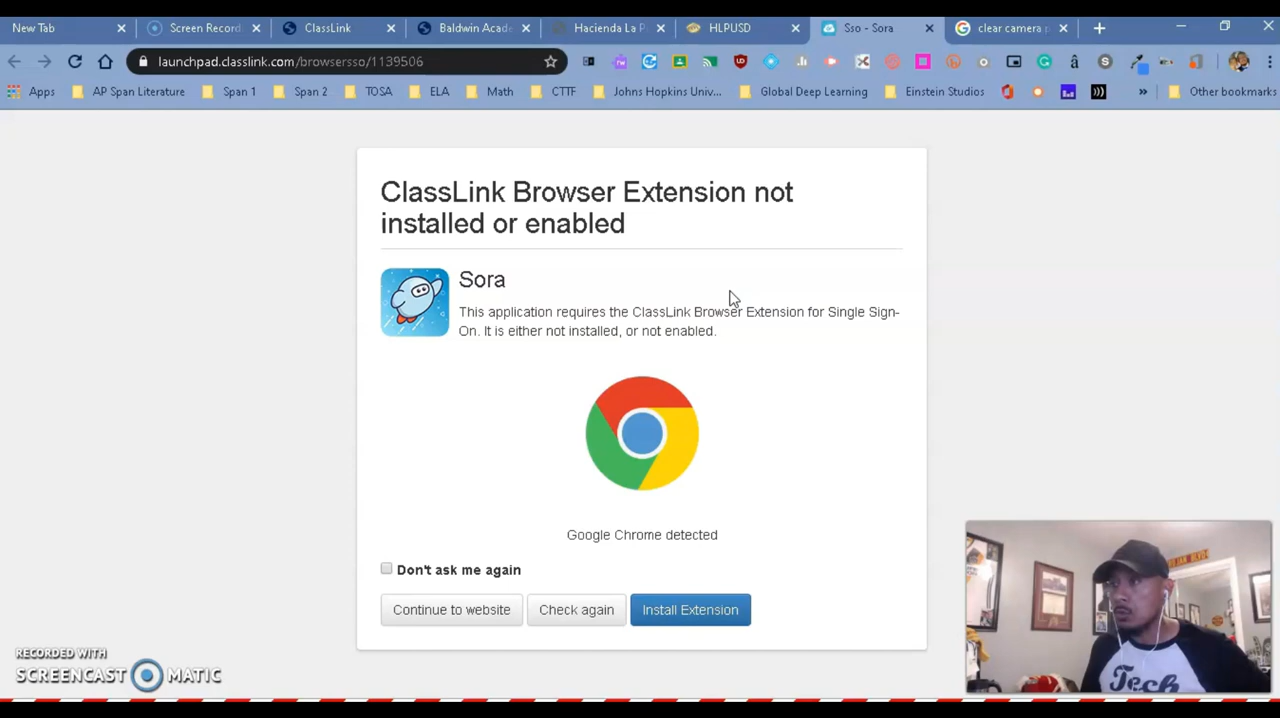 New Tab
Screen Record
ClassLink
Baldwin Acade
Hacienda La P
HLPUSD
Sso - Sora
clear camera
launchpad.classlink.com/browsersso/1139506
Apps
AP Span Literature
Span 1
Span 2
TOSA
ELA
Math
CTTF
Johns Hopkins Univ...
Global Deep Learning
Einstein Studios
Other bookmarks
ClassLink Browser Extension not
installed or enabled
Sora
This application requires the ClassLink Browser Extension for Single Sign-
On. It is either not installed, or not enabled.
Google Chrome detected
Don't ask me again
Continue to website
Check again
Install Extension
RECORDED WITH
SCREENCAST MATIC
Tech